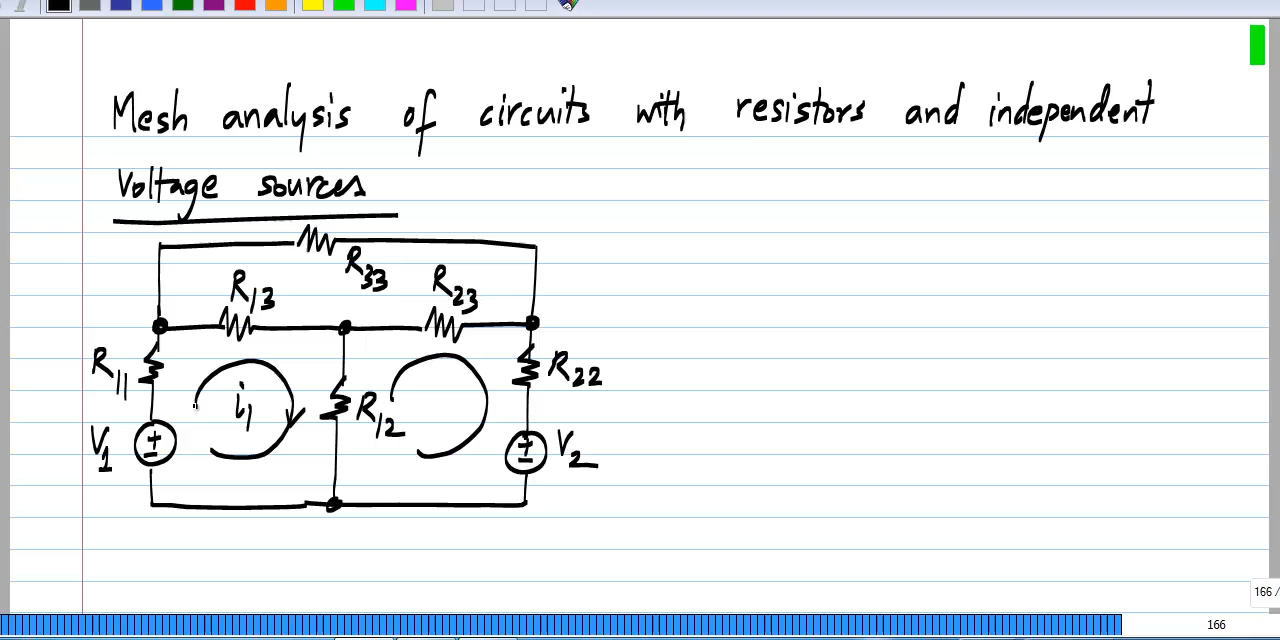 Mesh analysis of circuits with resistors and independent
Voltage sources
R33
R13 R23
R11 R22
i1 R12
V1 V2
166 /
166